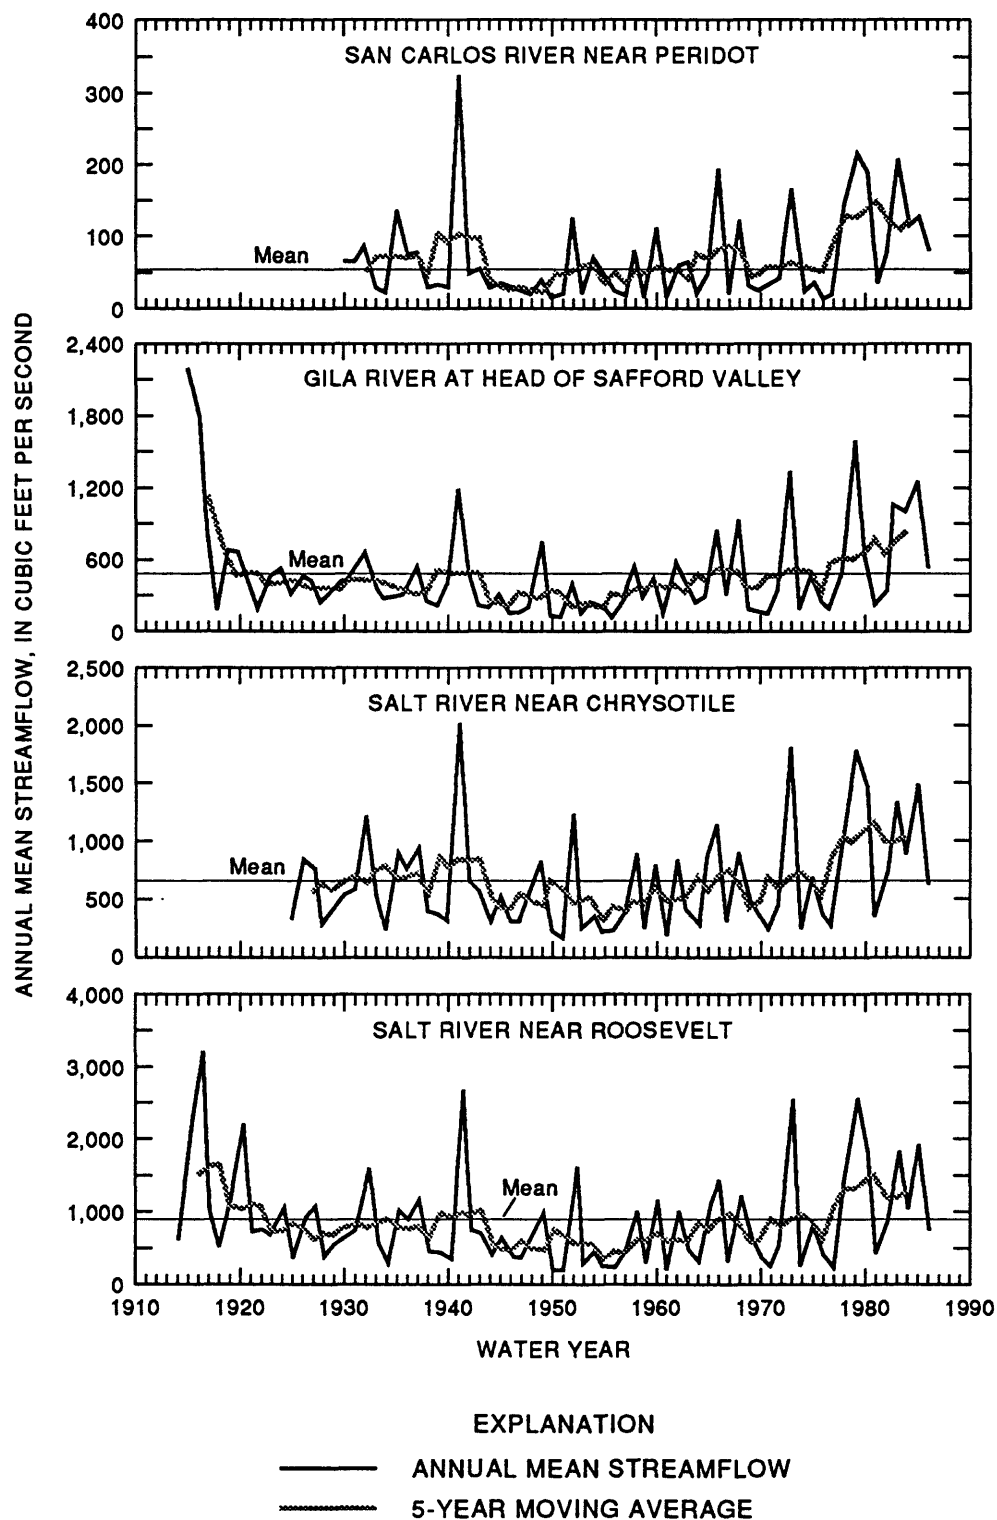 ANNUAL MEAN STREAMFLOW, IN CUBIC FEET PER SECOND
400
300
200
100
0
SAN CARLOS RIVER NEAR PERIDOT
Mean
2,400
1,800
1,200
600
0
GILA RIVER AT HEAD OF SAFFORD VALLEY
Mean
2,500
2,000
1,500
1,000
500
0
SALT RIVER NEAR CHRYSOTILE
Mean
4,000
3,000
2,000
1,000
0
SALT RIVER NEAR ROOSEVELT
Mean
1910 1920 1930 1940 1950 1960 1970 1980 1990
WATER YEAR
EXPLANATION
ANNUAL MEAN STREAMFLOW
5-YEAR MOVING AVERAGE